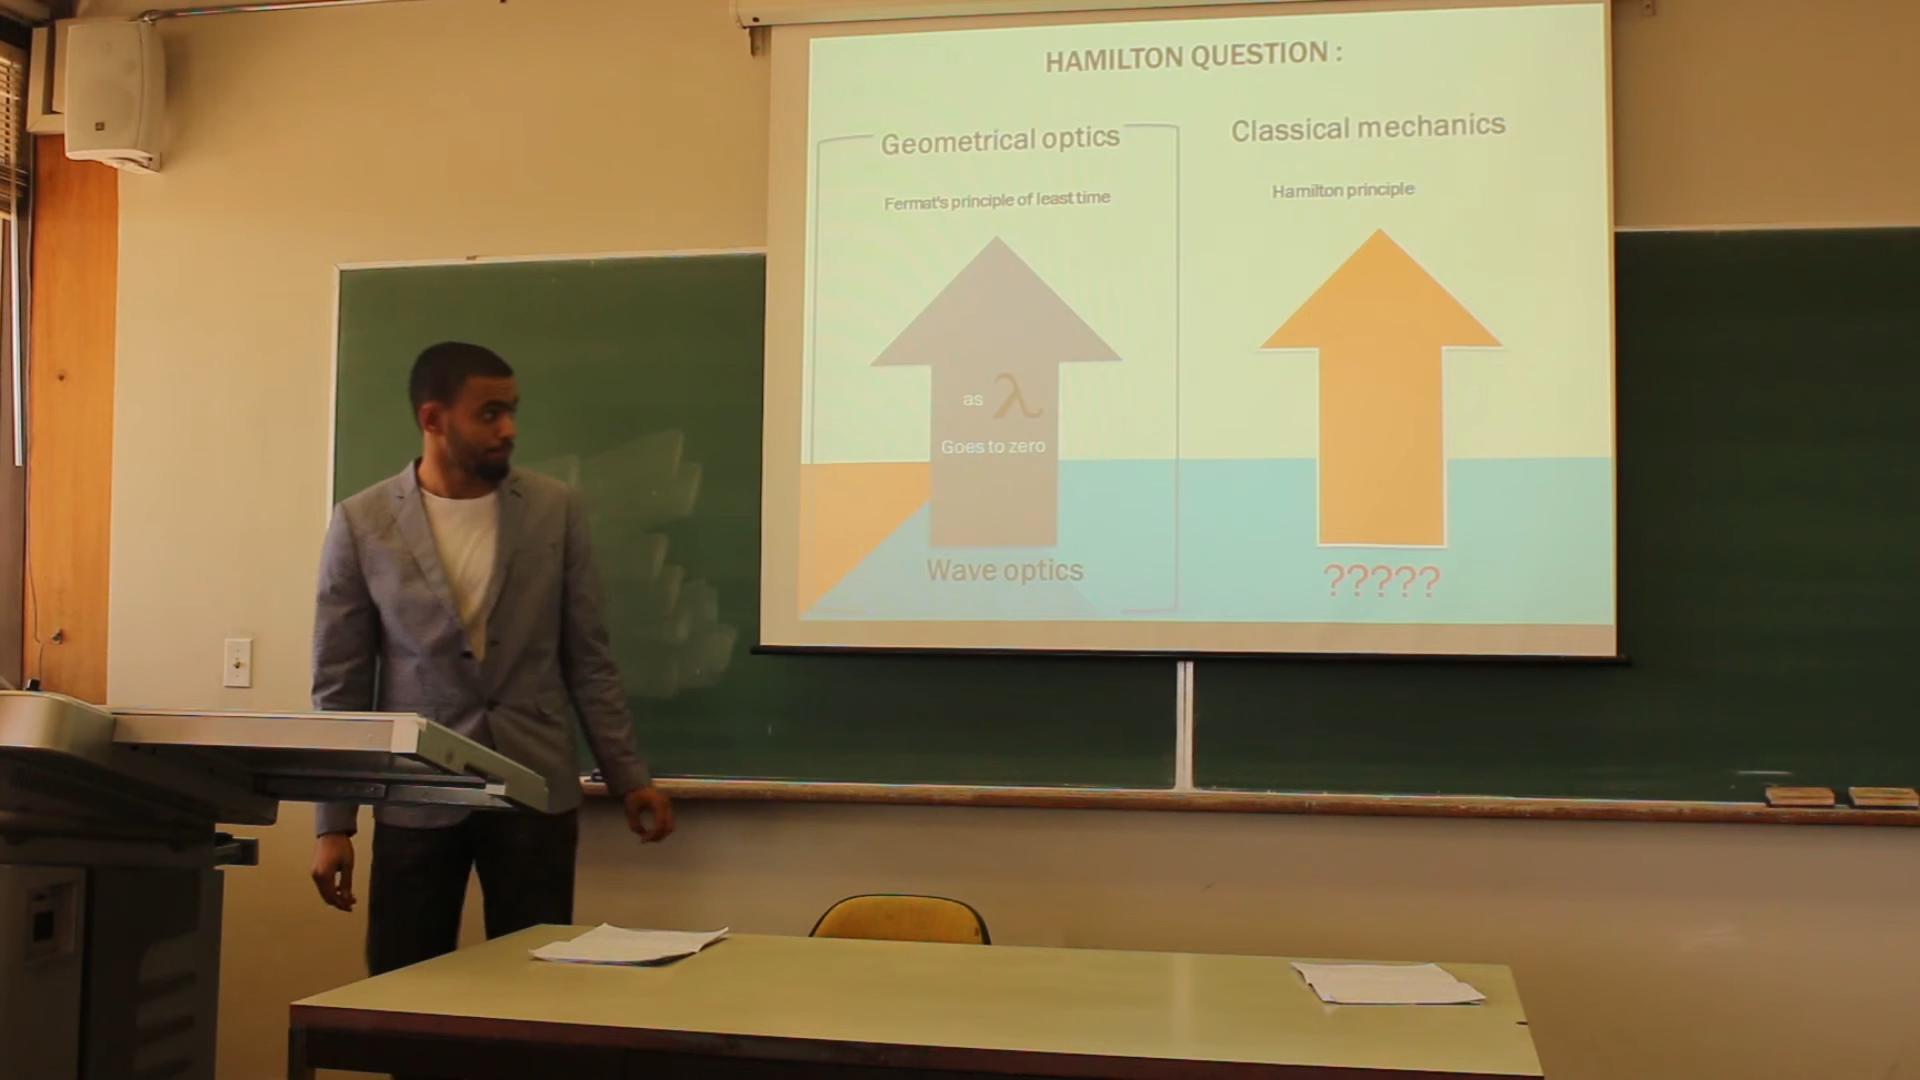 HAMILTON QUESTION :
Geometrical optics
Fermat's principle of least time
as λ
Goes to zero
Wave optics
Classical mechanics
Hamilton principle
?????